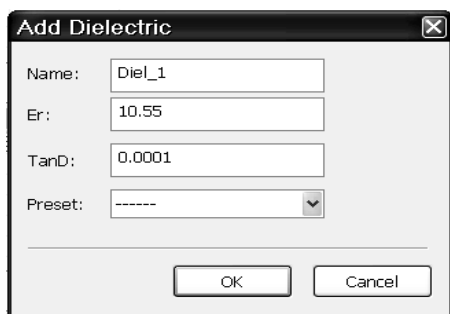 Add Dielectric
Name: Diel_1
Er: 10.55
TanD: 0.0001
Preset: ------
OK Cancel